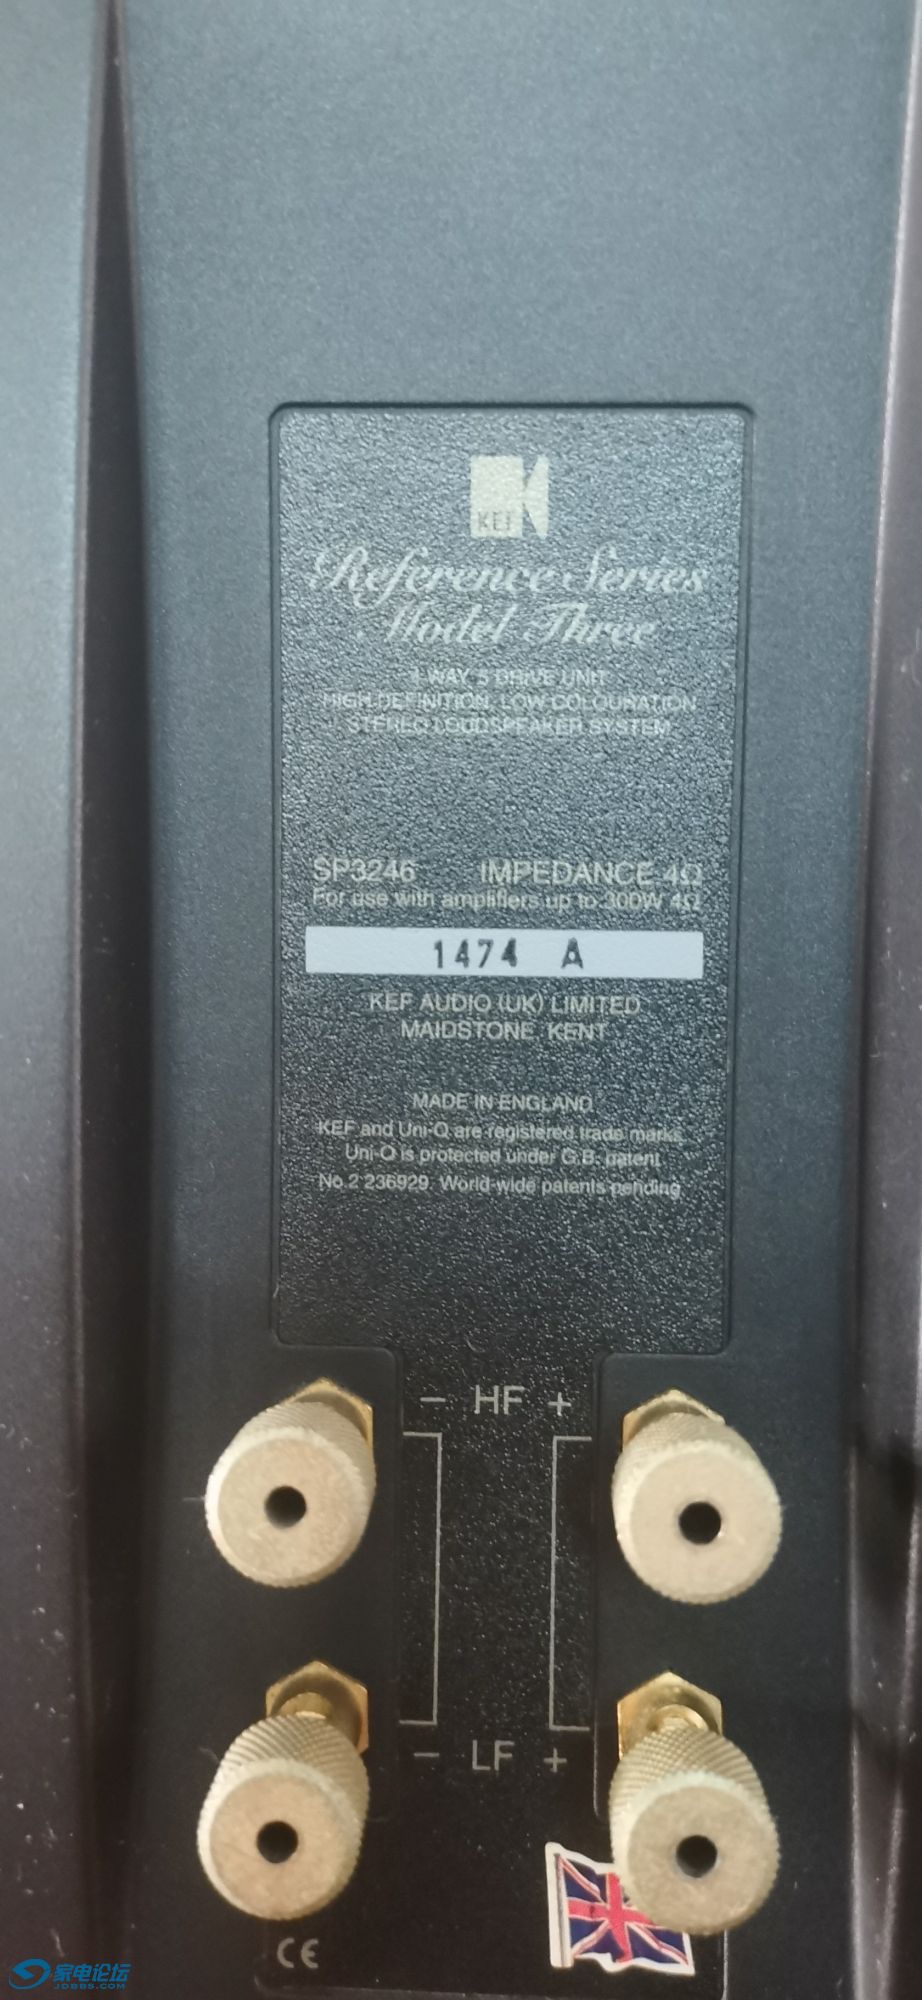 KEF
Reference Series
Model Three
4 WAY 5 DRIVE UNIT
HIGH DEFINITION, LOW COLOURATION
STEREO LOUDSPEAKER SYSTEM
SP3246 IMPEDANCE 4Ω
For use with amplifiers up to 300W 4Ω
1474 A
KEF AUDIO (UK) LIMITED
MAIDSTONE KENT
MADE IN ENGLAND
KEF and Uni-Q are registered trade marks
Uni-Q is protected under G.B. patent
No.2 236929 World-wide patents pending
- HF +
- LF +
CE
家电论坛
JDBBS.COM